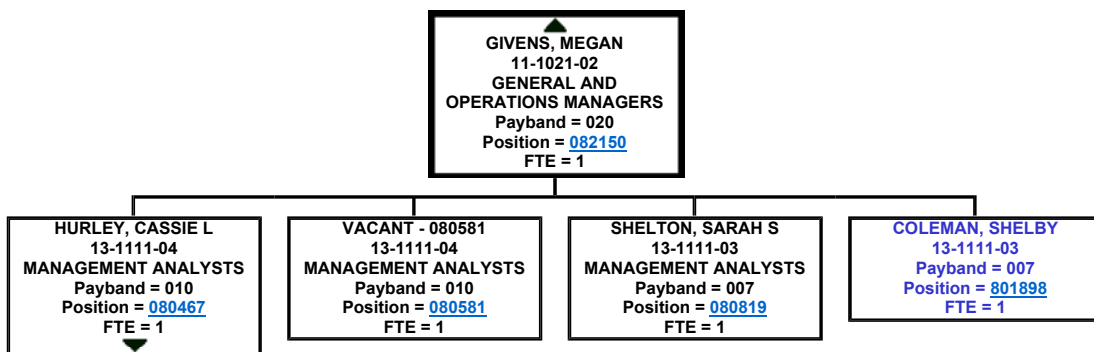 GIVENS, MEGAN
11-1021-02
GENERAL AND
OPERATIONS MANAGERS
Payband = 020
Position = 082150
FTE = 1
HURLEY, CASSIE L
13-1111-04
MANAGEMENT ANALYSTS
Payband = 010
Position = 080467
FTE = 1
VACANT - 080581
13-1111-04
MANAGEMENT ANALYSTS
Payband = 010
Position = 080581
FTE = 1
SHELTON, SARAH S
13-1111-03
MANAGEMENT ANALYSTS
Payband = 007
Position = 080819
FTE = 1
COLEMAN, SHELBY
13-1111-03
Payband = 007
Position = 801898
FTE = 1